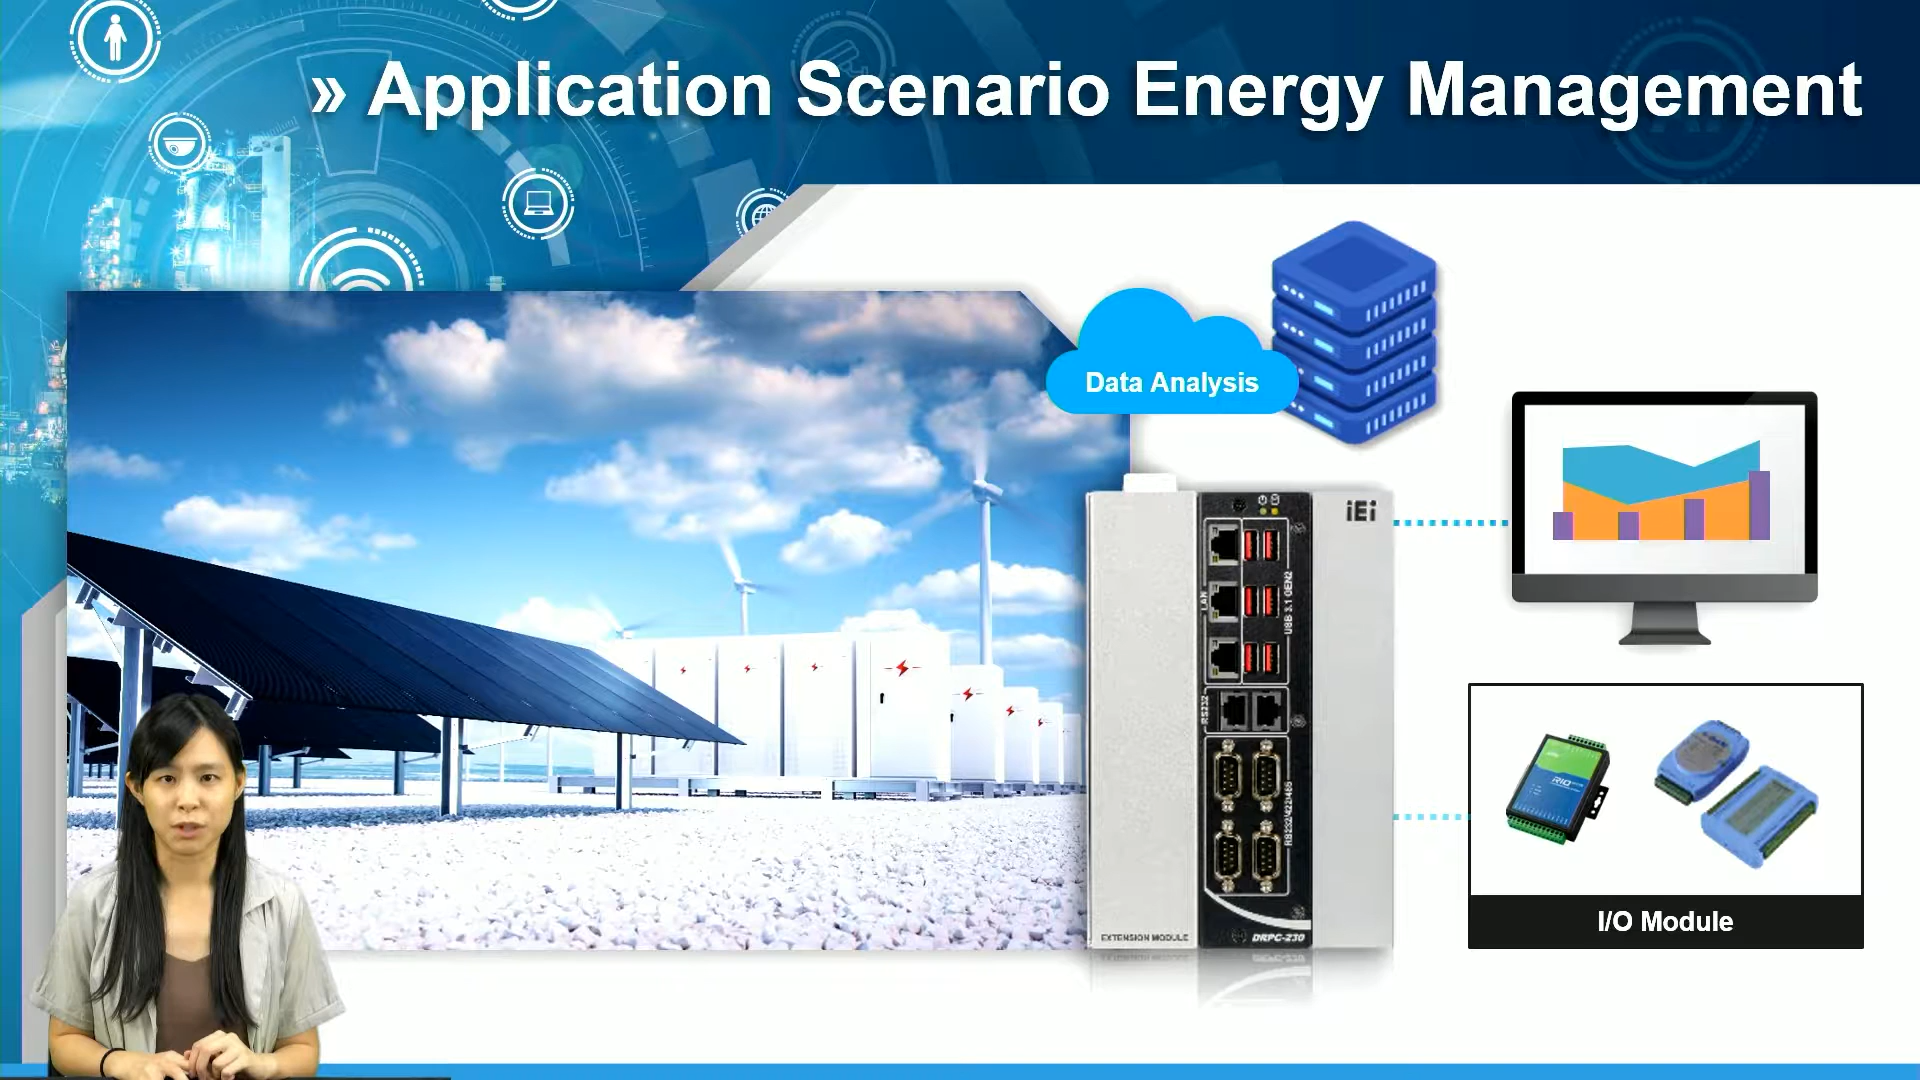 » Application Scenario Energy Management
Data Analysis
iEi
LAN
USB 3.1 GEN2
RS232
RS232/422/485
EXTENSION MODULE
DRPC-230
RIO
I/O Module